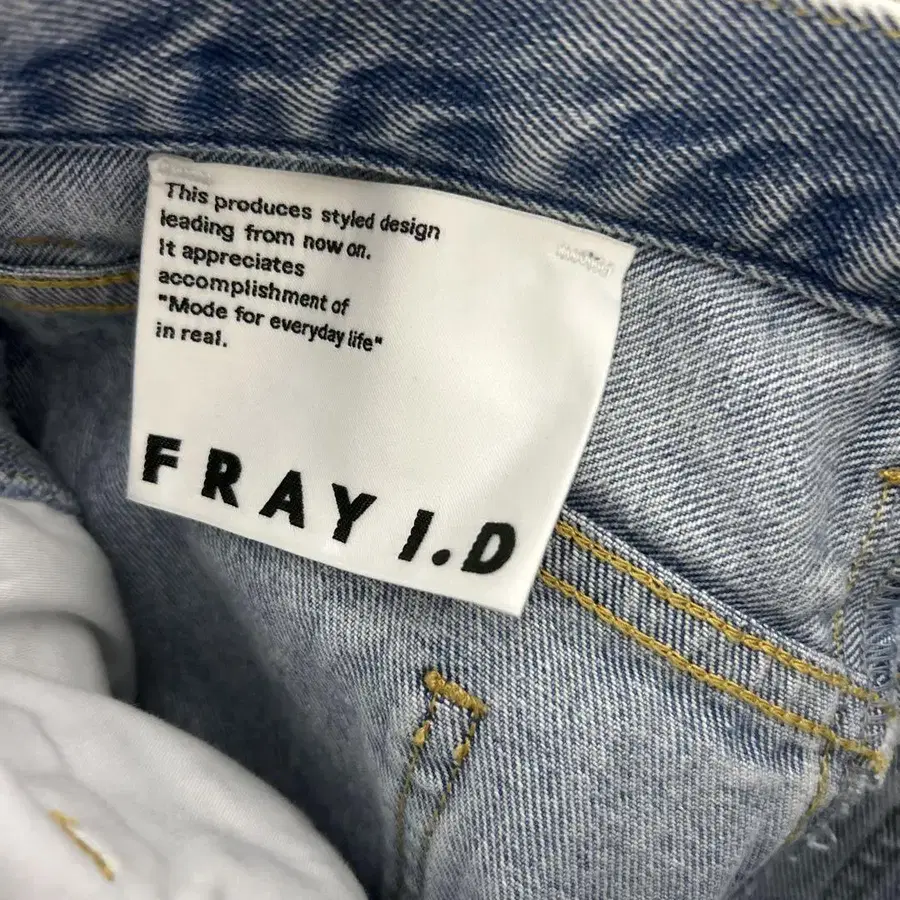 This produces styled design
leading from now on.
It appreciates
accomplishment of
"Mode for everyday life"
in real.
FRAY I.D